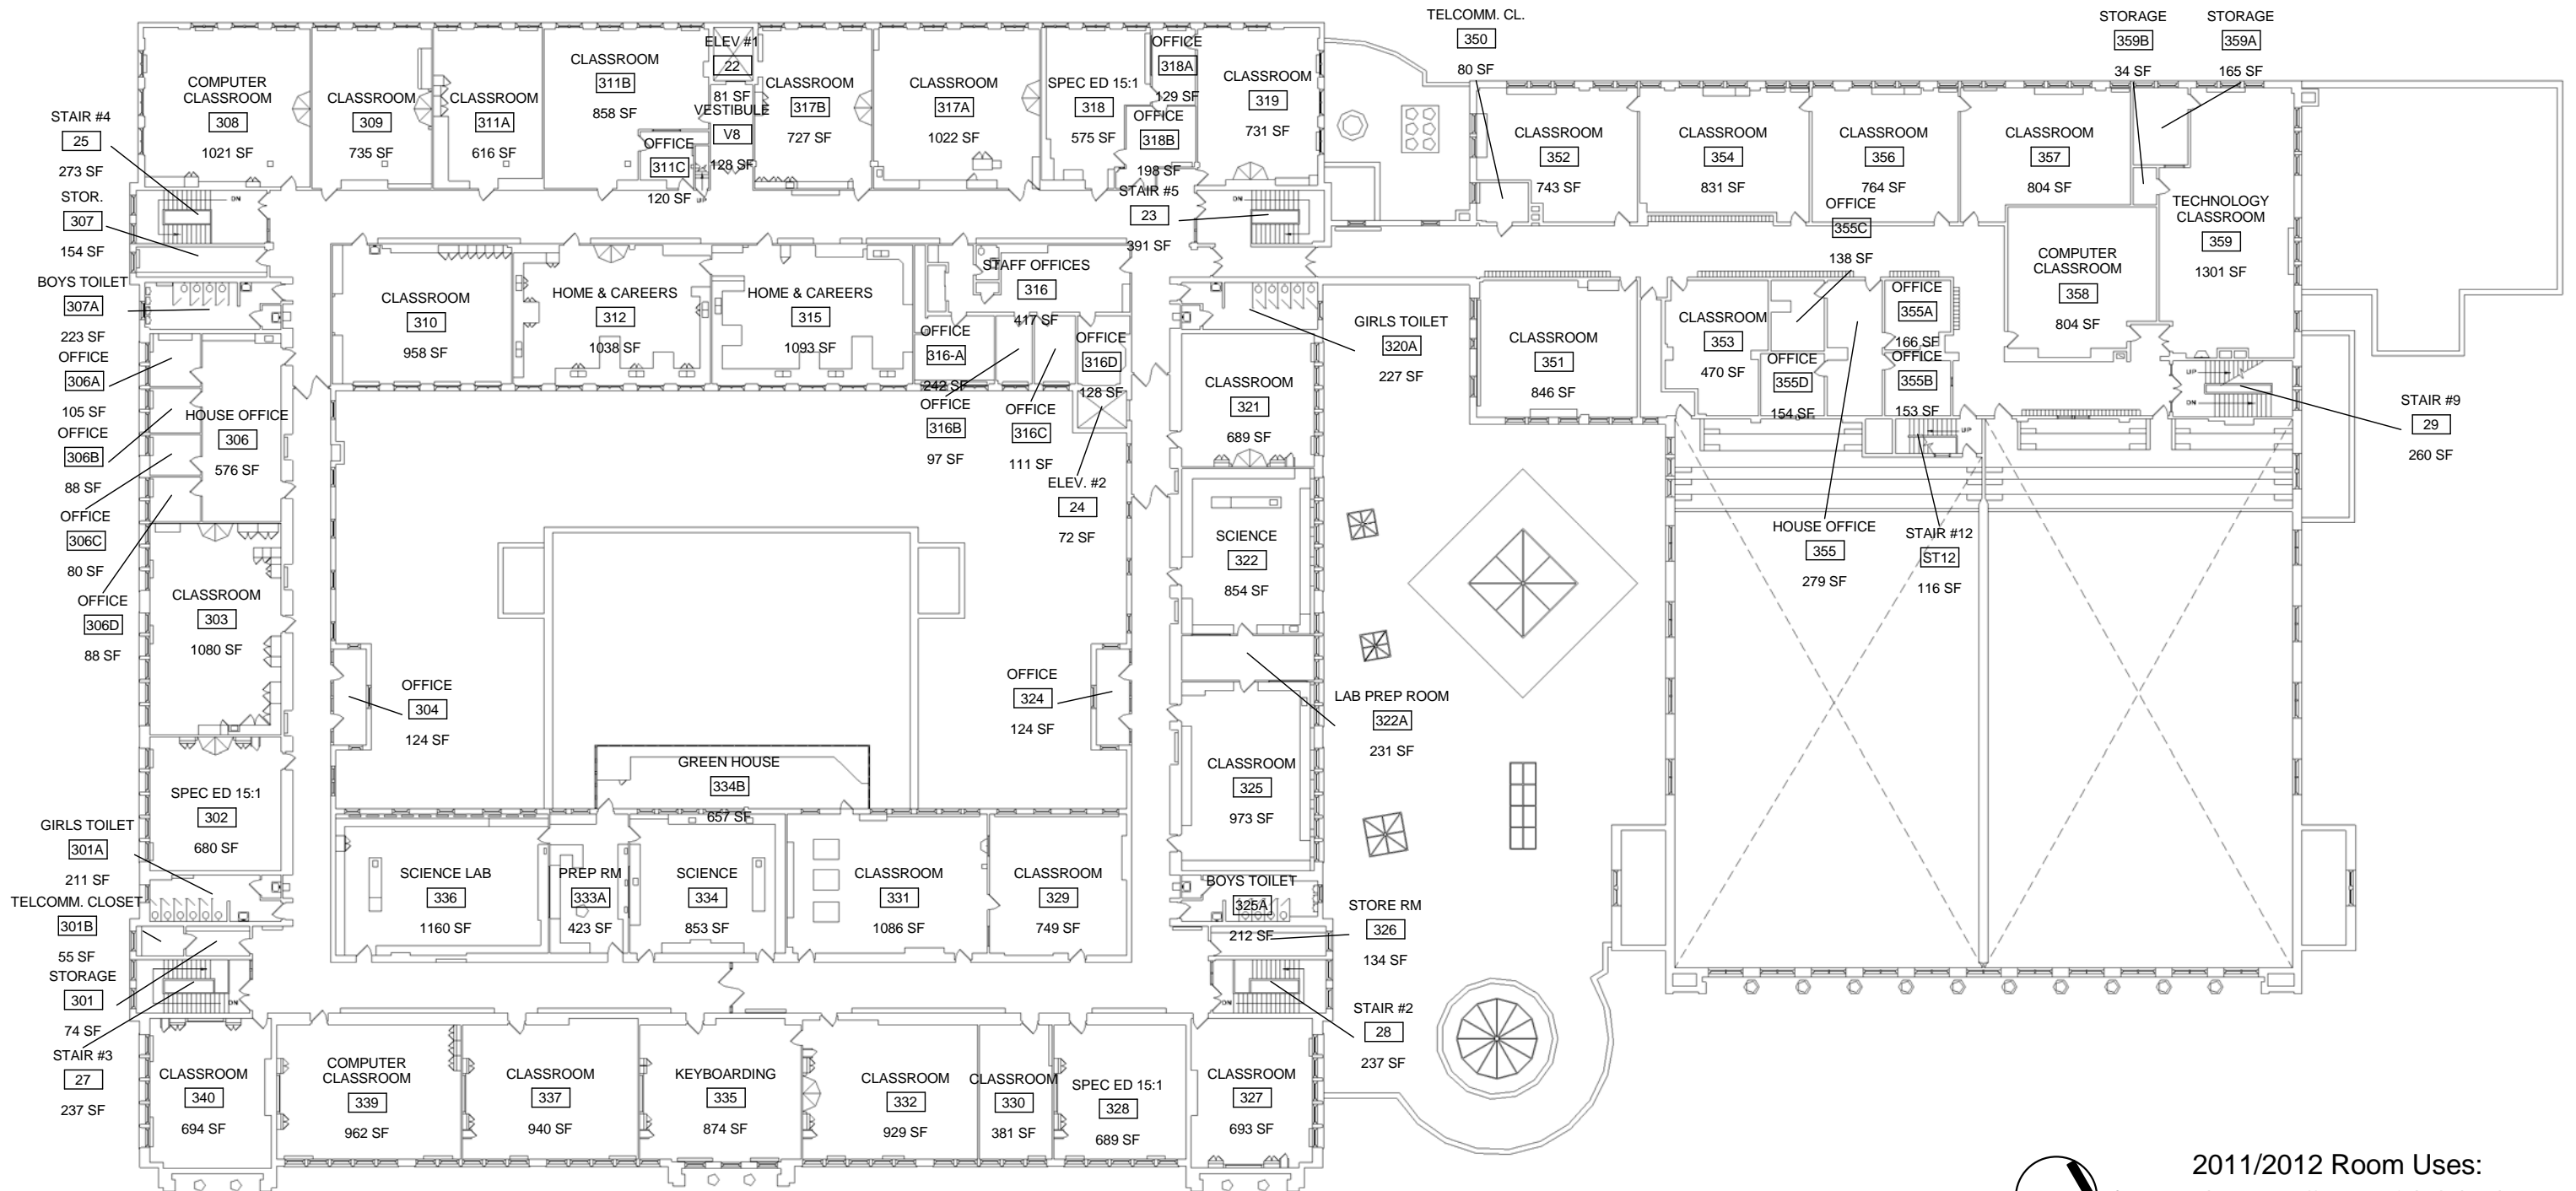 TELCOMM. CL.
350
80 SF
STORAGE
359B
34 SF
STORAGE
359A
165 SF
COMPUTER
CLASSROOM
308
1021 SF
CLASSROOM
309
735 SF
CLASSROOM
311A
616 SF
CLASSROOM
311B
858 SF
OFFICE
311C
120 SF
UP
ELEV #1
22
81 SF
VESTIBULE
V8
128 SF
CLASSROOM
317B
727 SF
CLASSROOM
317A
1022 SF
SPEC ED 15:1
318
575 SF
OFFICE
318A
129 SF
OFFICE
318B
198 SF
CLASSROOM
319
731 SF
STAIR #5
23
391 SF
DN
CLASSROOM
352
743 SF
CLASSROOM
354
831 SF
CLASSROOM
356
764 SF
CLASSROOM
357
804 SF
TECHNOLOGY
CLASSROOM
359
1301 SF
COMPUTER
CLASSROOM
358
804 SF
STAIR #4
25
273 SF
DN
STOR.
307
154 SF
BOYS TOILET
307A
223 SF
OFFICE
306A
105 SF
OFFICE
306B
88 SF
OFFICE
306C
80 SF
OFFICE
306D
88 SF
HOUSE OFFICE
306
576 SF
CLASSROOM
310
958 SF
HOME & CAREERS
312
1038 SF
HOME & CAREERS
315
1093 SF
STAFF OFFICES
316
417 SF
OFFICE
316-A
242 SF
OFFICE
316B
97 SF
OFFICE
316C
111 SF
OFFICE
316D
128 SF
ELEV. #2
24
72 SF
GIRLS TOILET
320A
227 SF
CLASSROOM
321
689 SF
SCIENCE
322
854 SF
LAB PREP ROOM
322A
231 SF
CLASSROOM
325
973 SF
CLASSROOM
351
846 SF
CLASSROOM
353
470 SF
OFFICE
355C
138 SF
OFFICE
355D
154 SF
OFFICE
355A
166 SF
OFFICE
355B
153 SF
UP
DN
UP
STAIR #9
29
260 SF
HOUSE OFFICE
355
279 SF
STAIR #12
ST12
116 SF
CLASSROOM
303
1080 SF
OFFICE
304
124 SF
OFFICE
324
124 SF
GREEN HOUSE
334B
657 SF
SPEC ED 15:1
302
680 SF
GIRLS TOILET
301A
211 SF
TELCOMM. CLOSET
301B
55 SF
STORAGE
301
74 SF
STAIR #3
27
237 SF
DN
SCIENCE LAB
336
1160 SF
PREP RM
333A
423 SF
SCIENCE
334
853 SF
CLASSROOM
331
1086 SF
CLASSROOM
329
749 SF
BOYS TOILET
325A
212 SF
STORE RM
326
134 SF
STAIR #2
28
237 SF
DN
CLASSROOM
340
694 SF
COMPUTER
CLASSROOM
339
962 SF
CLASSROOM
337
940 SF
KEYBOARDING
335
874 SF
CLASSROOM
332
929 SF
CLASSROOM
330
381 SF
SPEC ED 15:1
328
689 SF
CLASSROOM
327
693 SF
2011/2012 Room Uses: